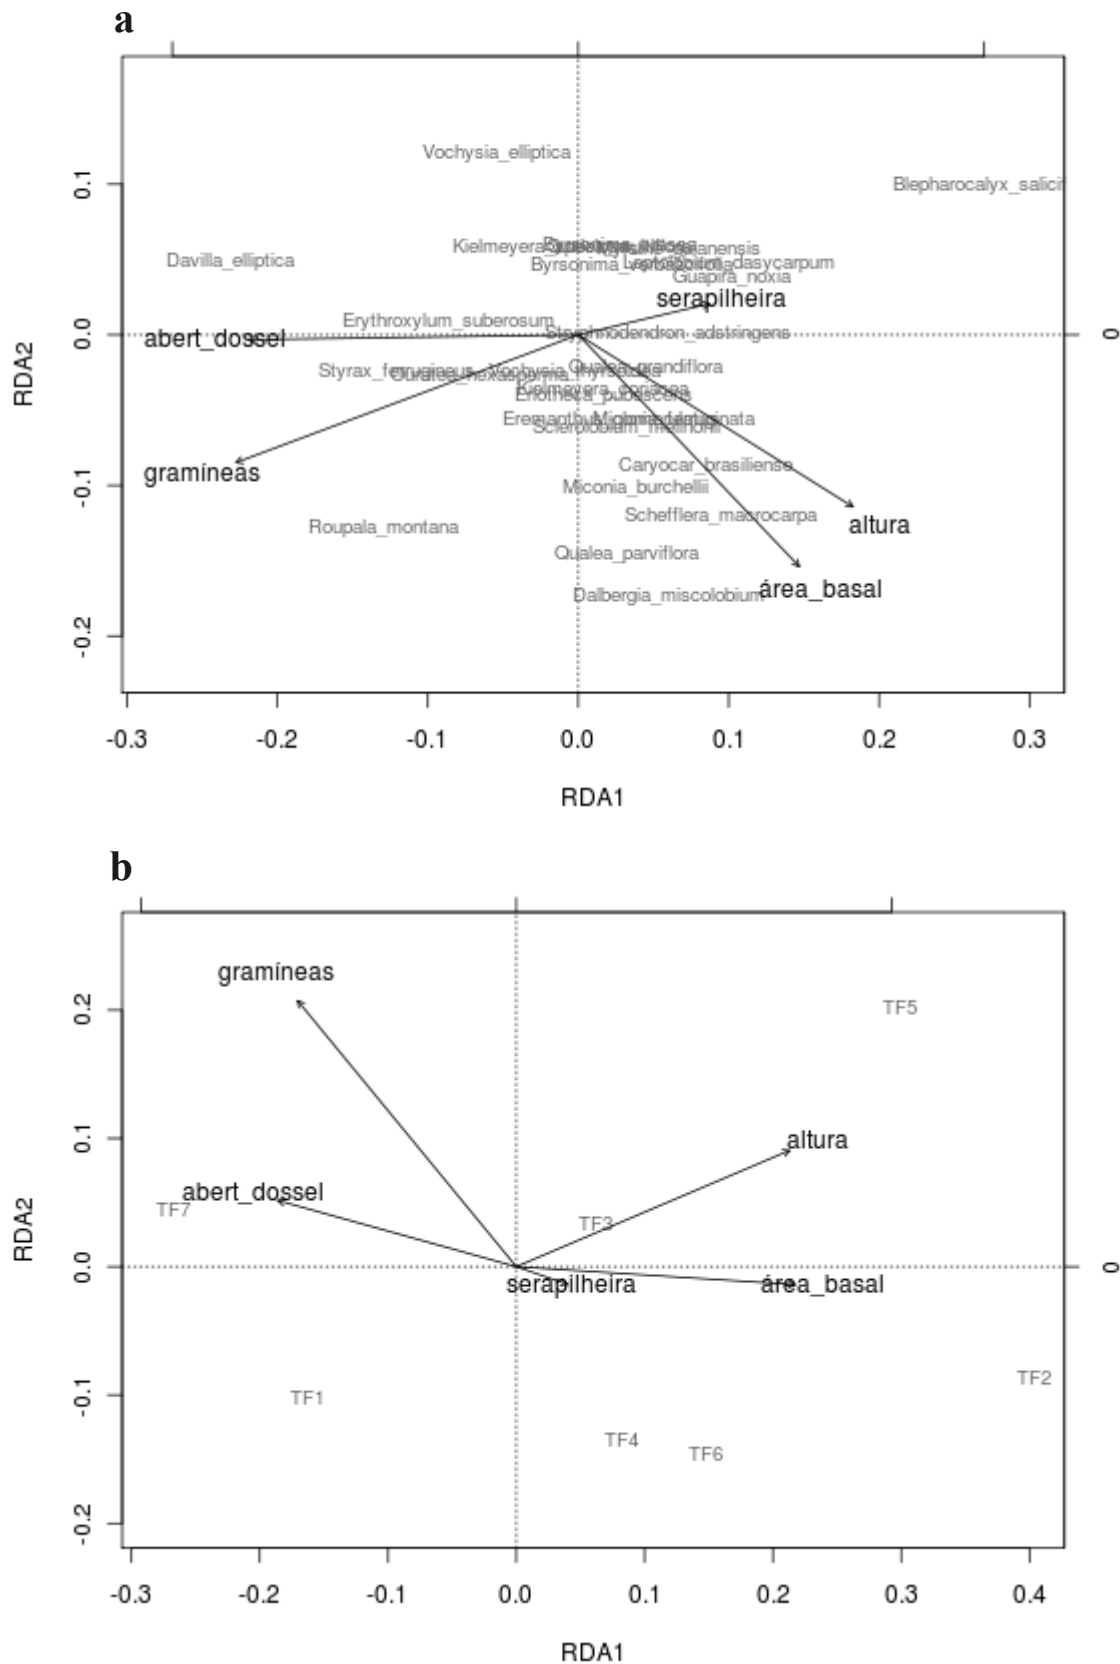 a
Vochysia_elliptica
Blepharocalyx_salicif
Kielmeyera
Davilla_elliptica
Leptolobium_dasycarpum
Guapira_noxia
serapilheira
Erythroxylum_suberosum
Stryphnodendron_adstringens
abert_dossel
Qualea_grandiflora
Styrax_ferrugineus
Vochysia_thyrsoidea
Ouratea_hexasperma
Kielmeyera_coriacea
Eriotheca_pubescens
Caryocar_brasiliense
gramíneas
Miconia_burchellii
Schefflera_macrocarpa
altura
Roupala_montana
Qualea_parviflora
Dalbergia_miscolobium
área_basal
RDA2
0.1
0.0
-0.1
-0.2
0
-0.3 -0.2 -0.1 0.0 0.1 0.2 0.3
RDA1
b
gramíneas
TF5
altura
abert_dossel
TF7
TF3
serapilheira
área_basal
TF2
TF1
TF4
TF6
RDA2
0.2
0.1
0.0
-0.1
-0.2
0
-0.3 -0.2 -0.1 0.0 0.1 0.2 0.3 0.4
RDA1